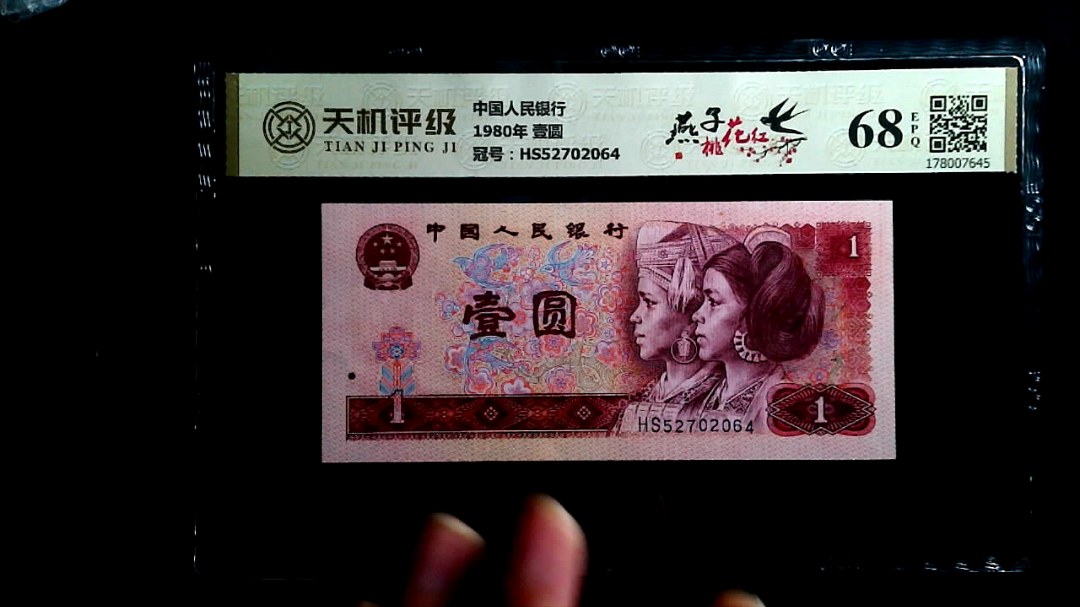 天机评级
TIAN JI PING JI
中国人民银行
1980年 壹圆
冠号：HS52702064
燕子
桃花红
68
EPQ
178007645
中国人民银行
1
壹圆
1
HS52702064
1